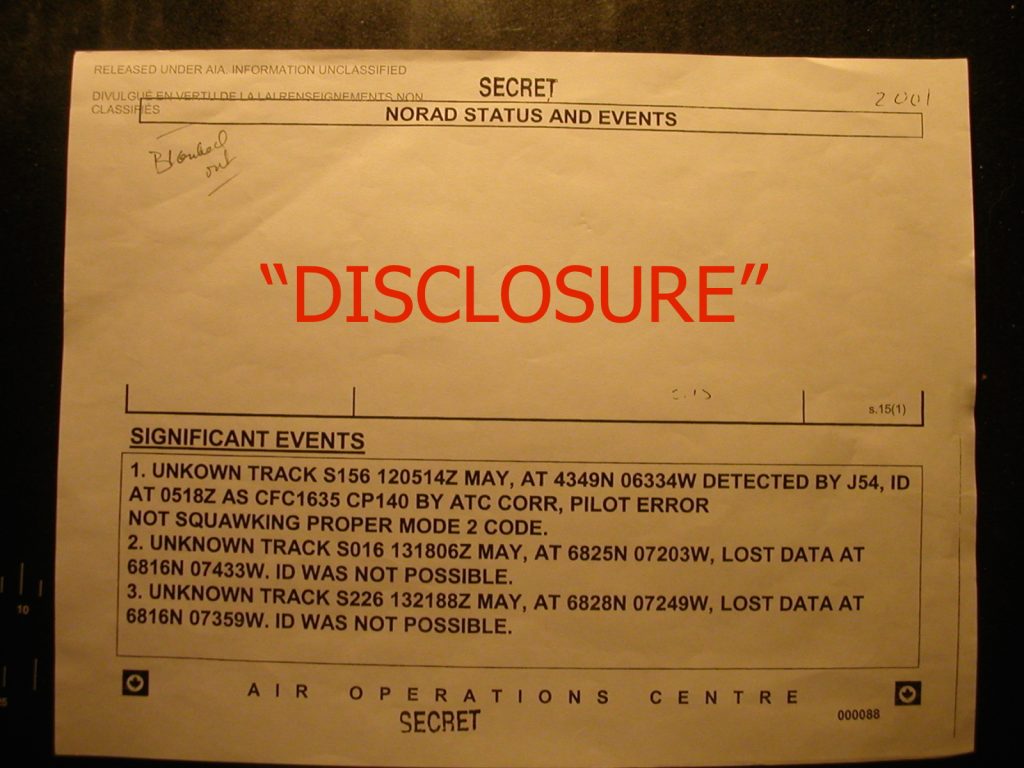 RELEASED UNDER AIA. INFORMATION UNCLASSIFIED
SECRET
2001
DIVULGUÉ EN VERTU DE LA LAI RENSEIGNEMENTS NON
CLASSIFIÉS
NORAD STATUS AND EVENTS
Blanked
out
“DISCLOSURE”
s.15
s.15(1)
SIGNIFICANT EVENTS
1. UNKOWN TRACK S156 120514Z MAY, AT 4349N 06334W DETECTED BY J54, ID
AT 0518Z AS CFC1635 CP140 BY ATC CORR, PILOT ERROR
NOT SQUAWKING PROPER MODE 2 CODE.
2. UNKNOWN TRACK S016 131806Z MAY, AT 6825N 07203W, LOST DATA AT
6816N 07433W. ID WAS NOT POSSIBLE.
3. UNKNOWN TRACK S226 132188Z MAY, AT 6828N 07249W, LOST DATA AT
6816N 07359W. ID WAS NOT POSSIBLE.
10
AIR OPERATIONS CENTRE
SECRET
000088